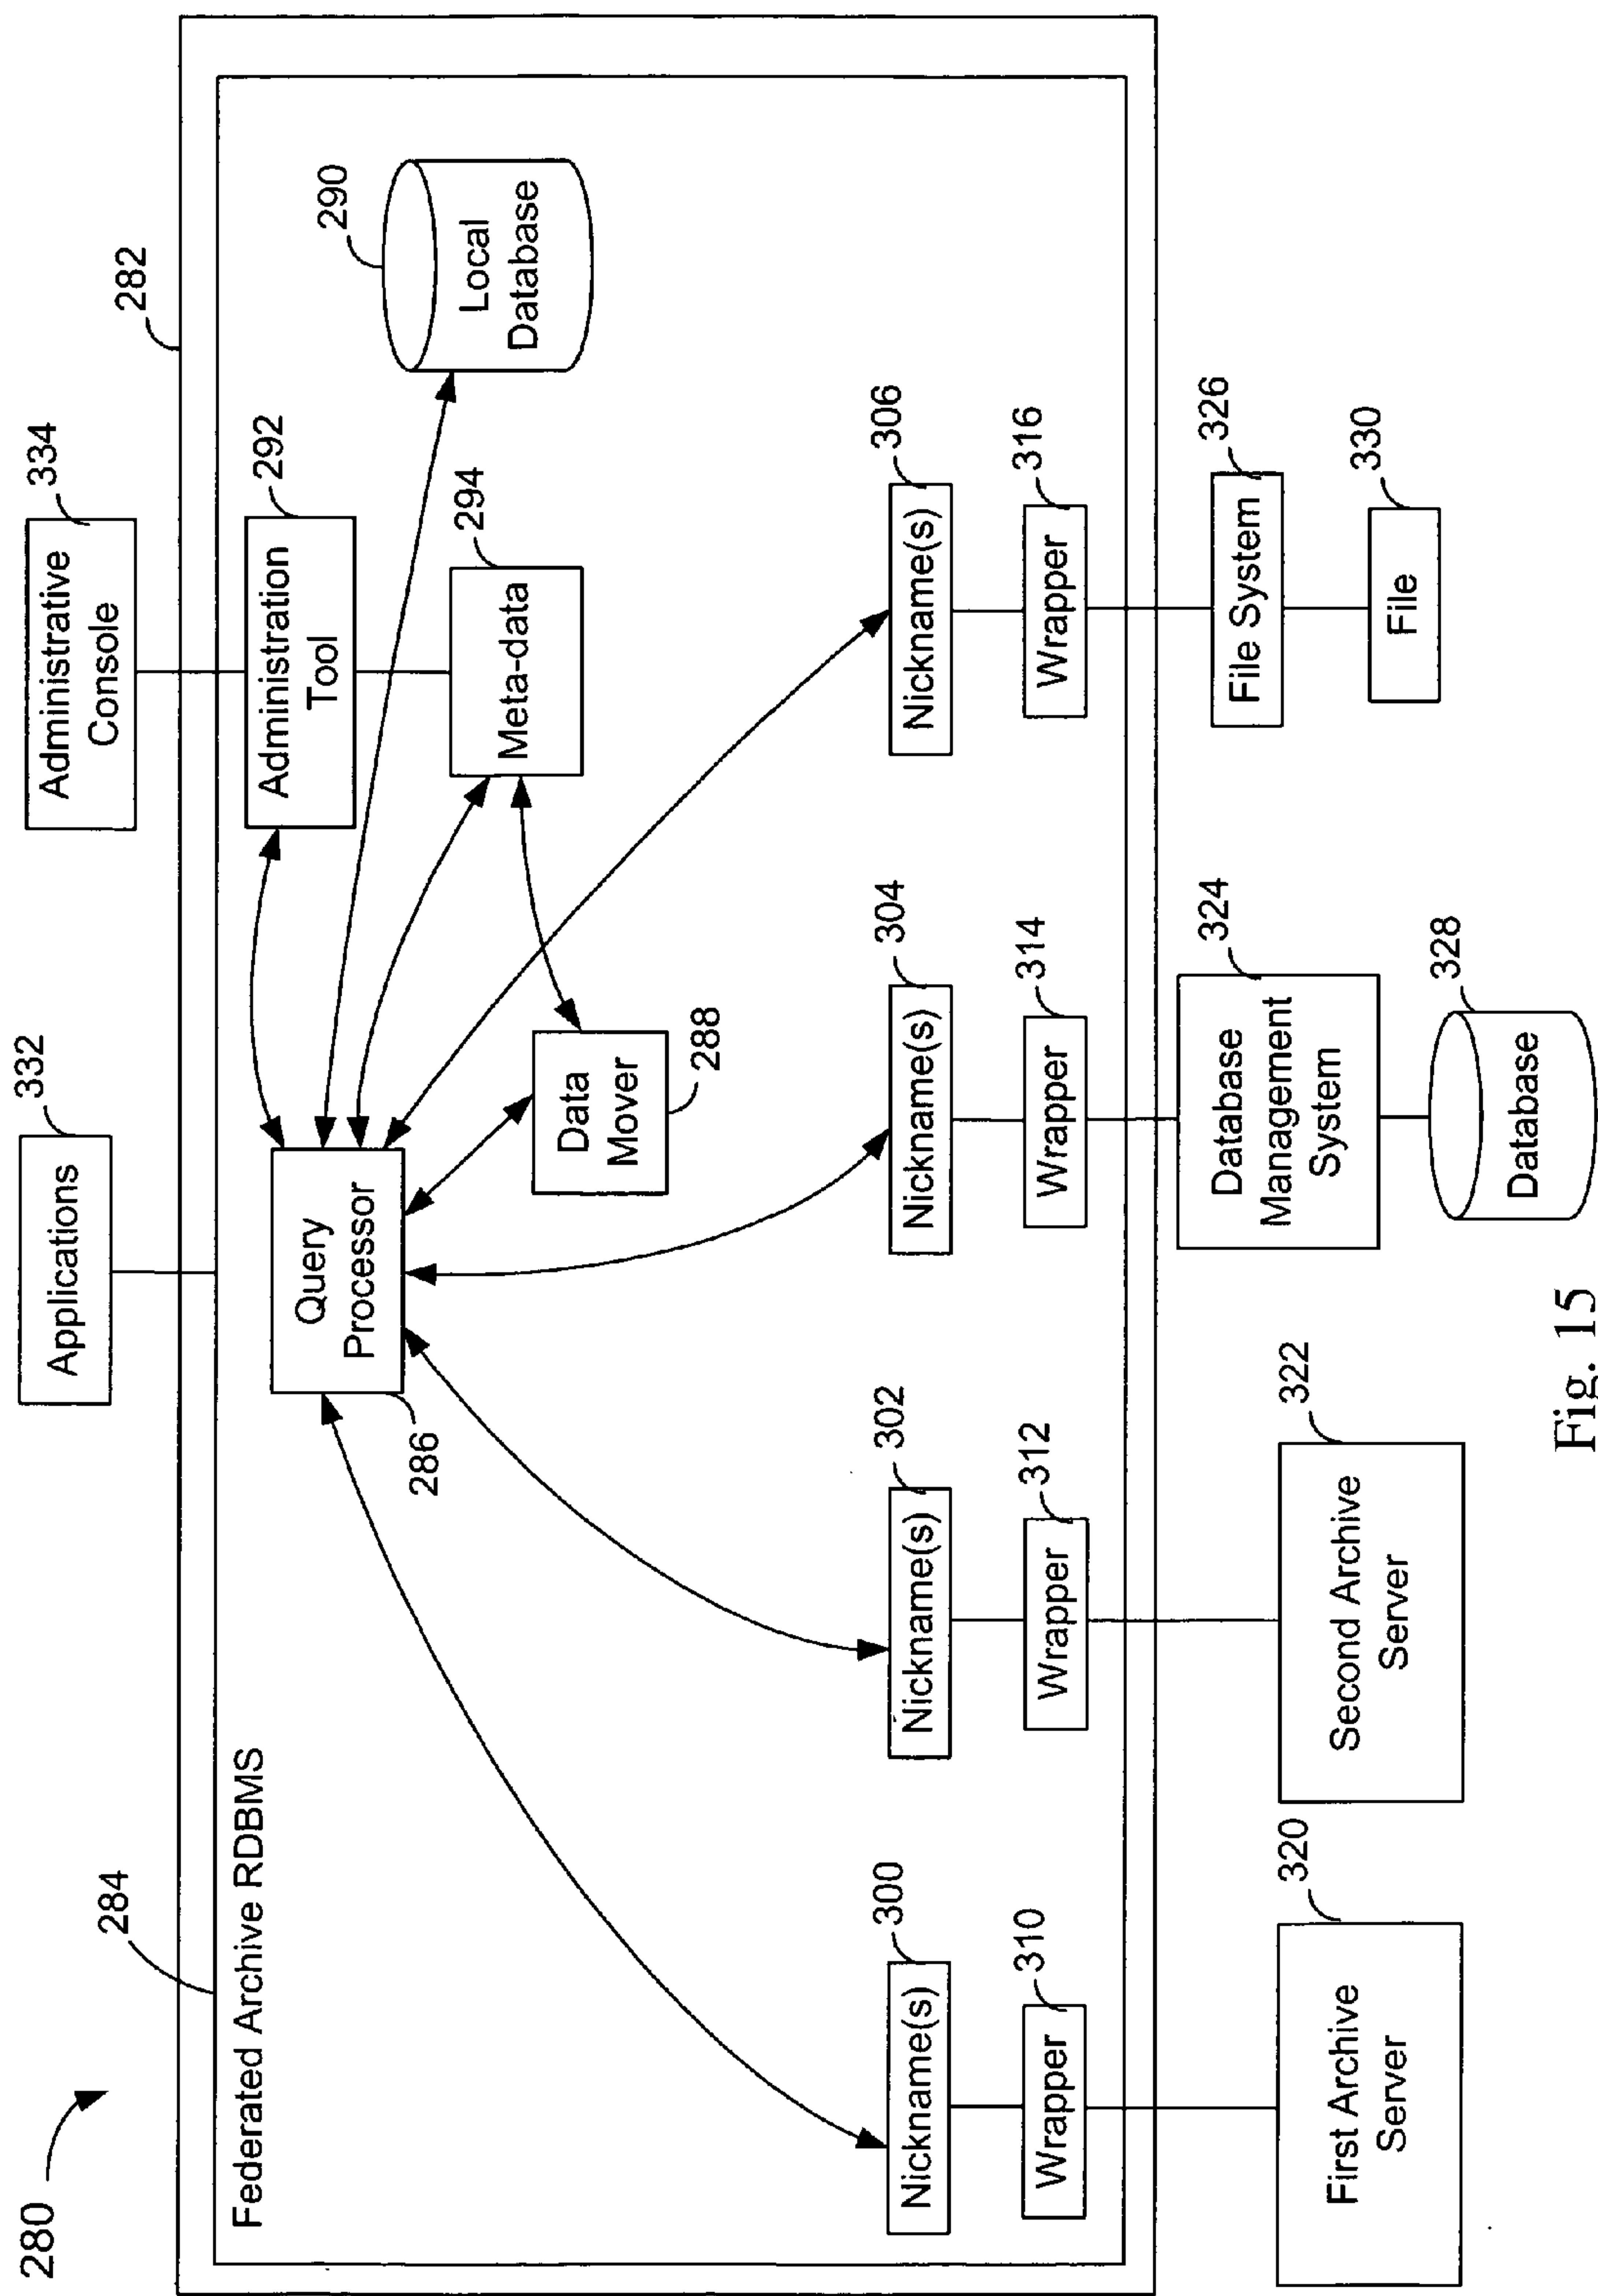 280
332
Applications
334
Administrative
Console
282
284
Federated Archive RDBMS
Query
Processor
286
Administration
Tool
292
Meta-data
294
Local
Database
290
Data
Mover
288
Nickname(s)
300
Nickname(s)
302
Nickname(s)
304
Nickname(s)
306
Wrapper
310
Wrapper
312
Wrapper
314
Wrapper
316
First Archive
Server
320
Second Archive
Server
322
Database
Management
System
324
File System
326
Database
328
File
330
Fig. 15